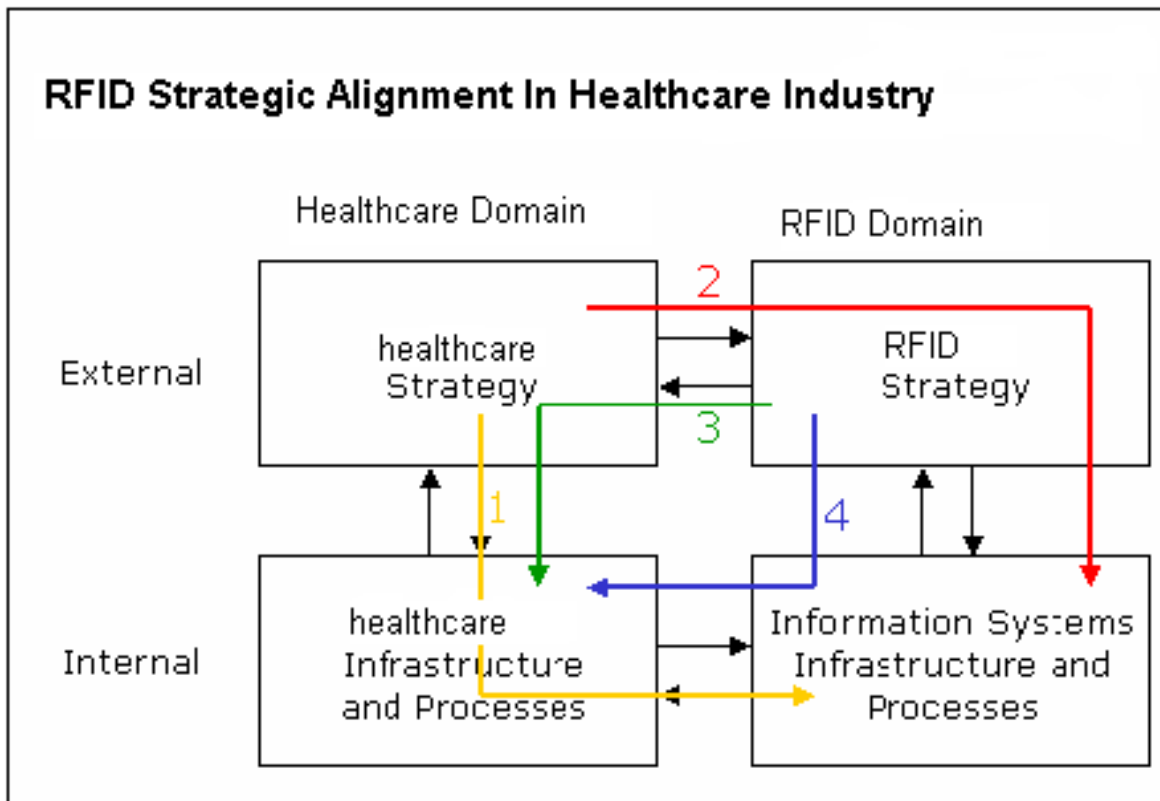 RFID Strategic Alignment In Healthcare Industry
Healthcare Domain
RFID Domain
2
External
healthcare
Strategy
RFID
Strategy
3
1
4
Internal
healthcare
Infrastructure
and Processes
Information Systems
Infrastructure and
Processes